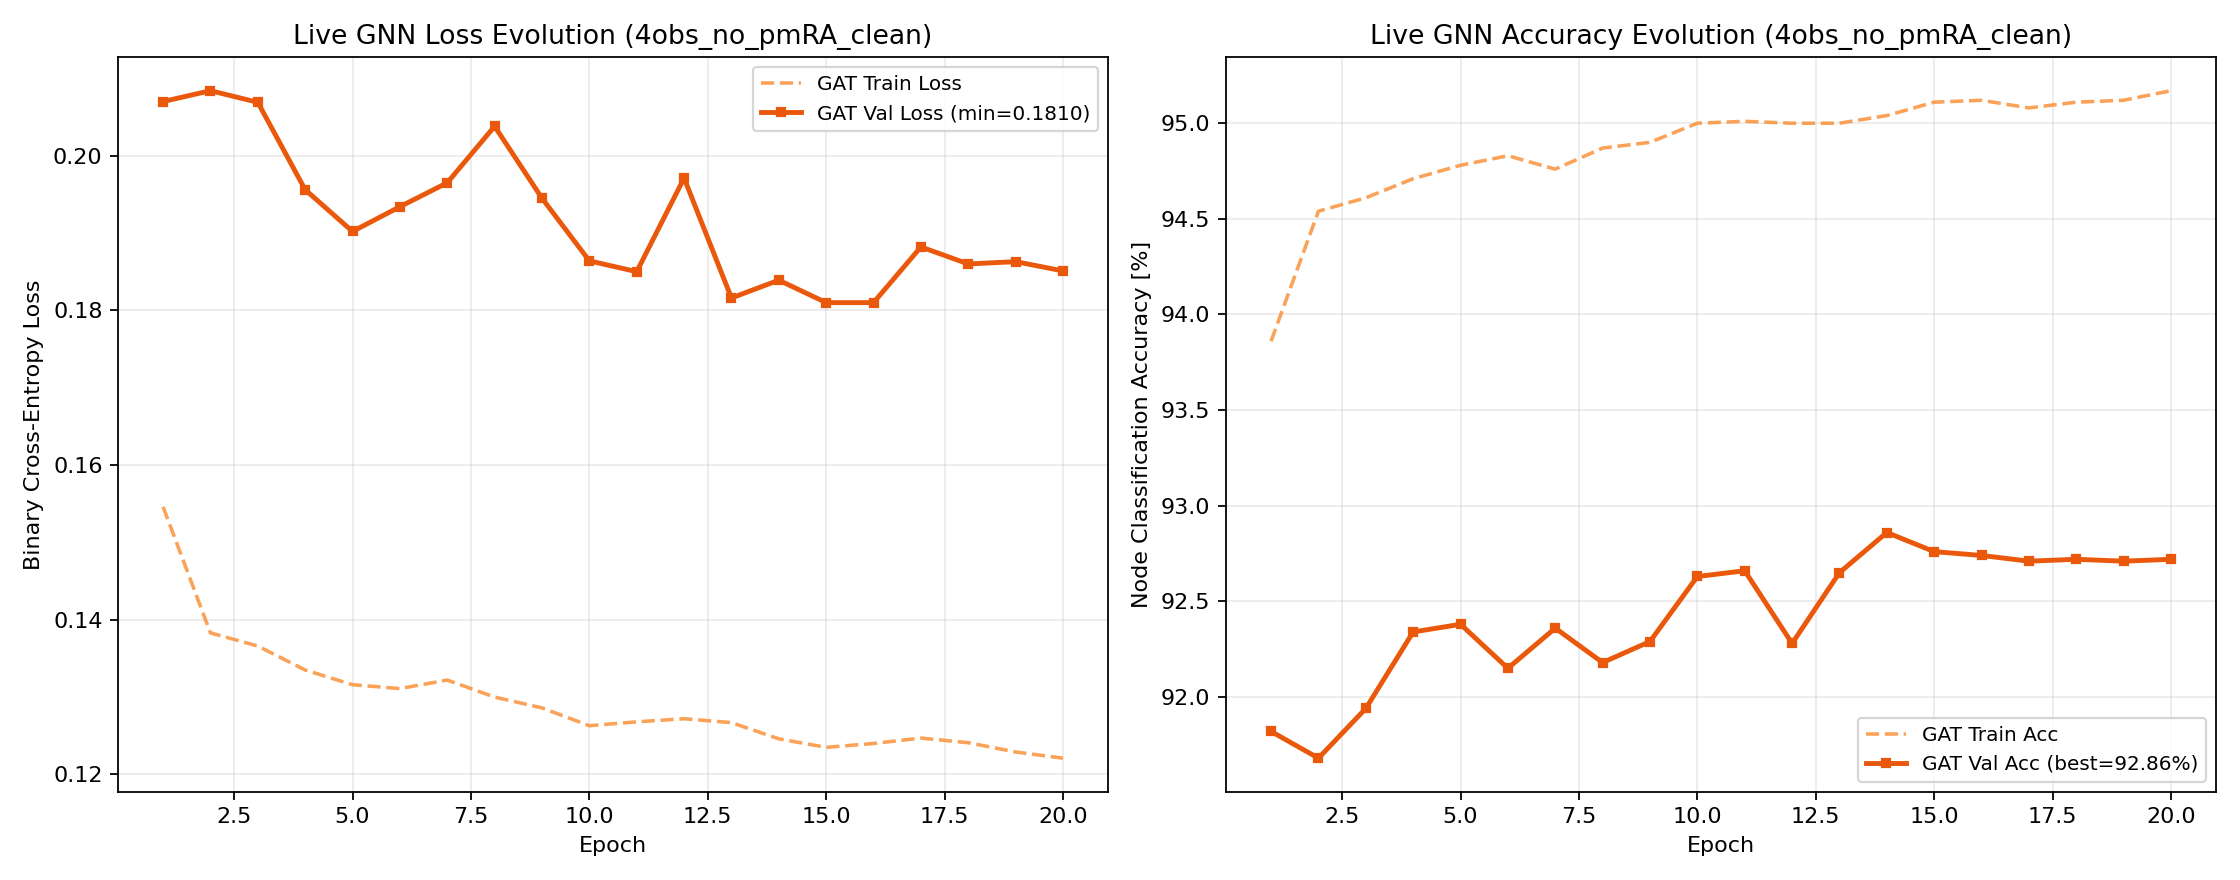 Live GNN Loss Evolution (4obs_no_pmRA_clean)
GAT Train Loss
GAT Val Loss (min=0.1810)
Binary Cross-Entropy Loss
0.20
0.18
0.16
0.14
0.12
2.5 5.0 7.5 10.0 12.5 15.0 17.5 20.0
Epoch
Live GNN Accuracy Evolution (4obs_no_pmRA_clean)
Node Classification Accuracy [%]
95.0
94.5
94.0
93.5
93.0
92.5
92.0
GAT Train Acc
GAT Val Acc (best=92.86%)
2.5 5.0 7.5 10.0 12.5 15.0 17.5 20.0
Epoch